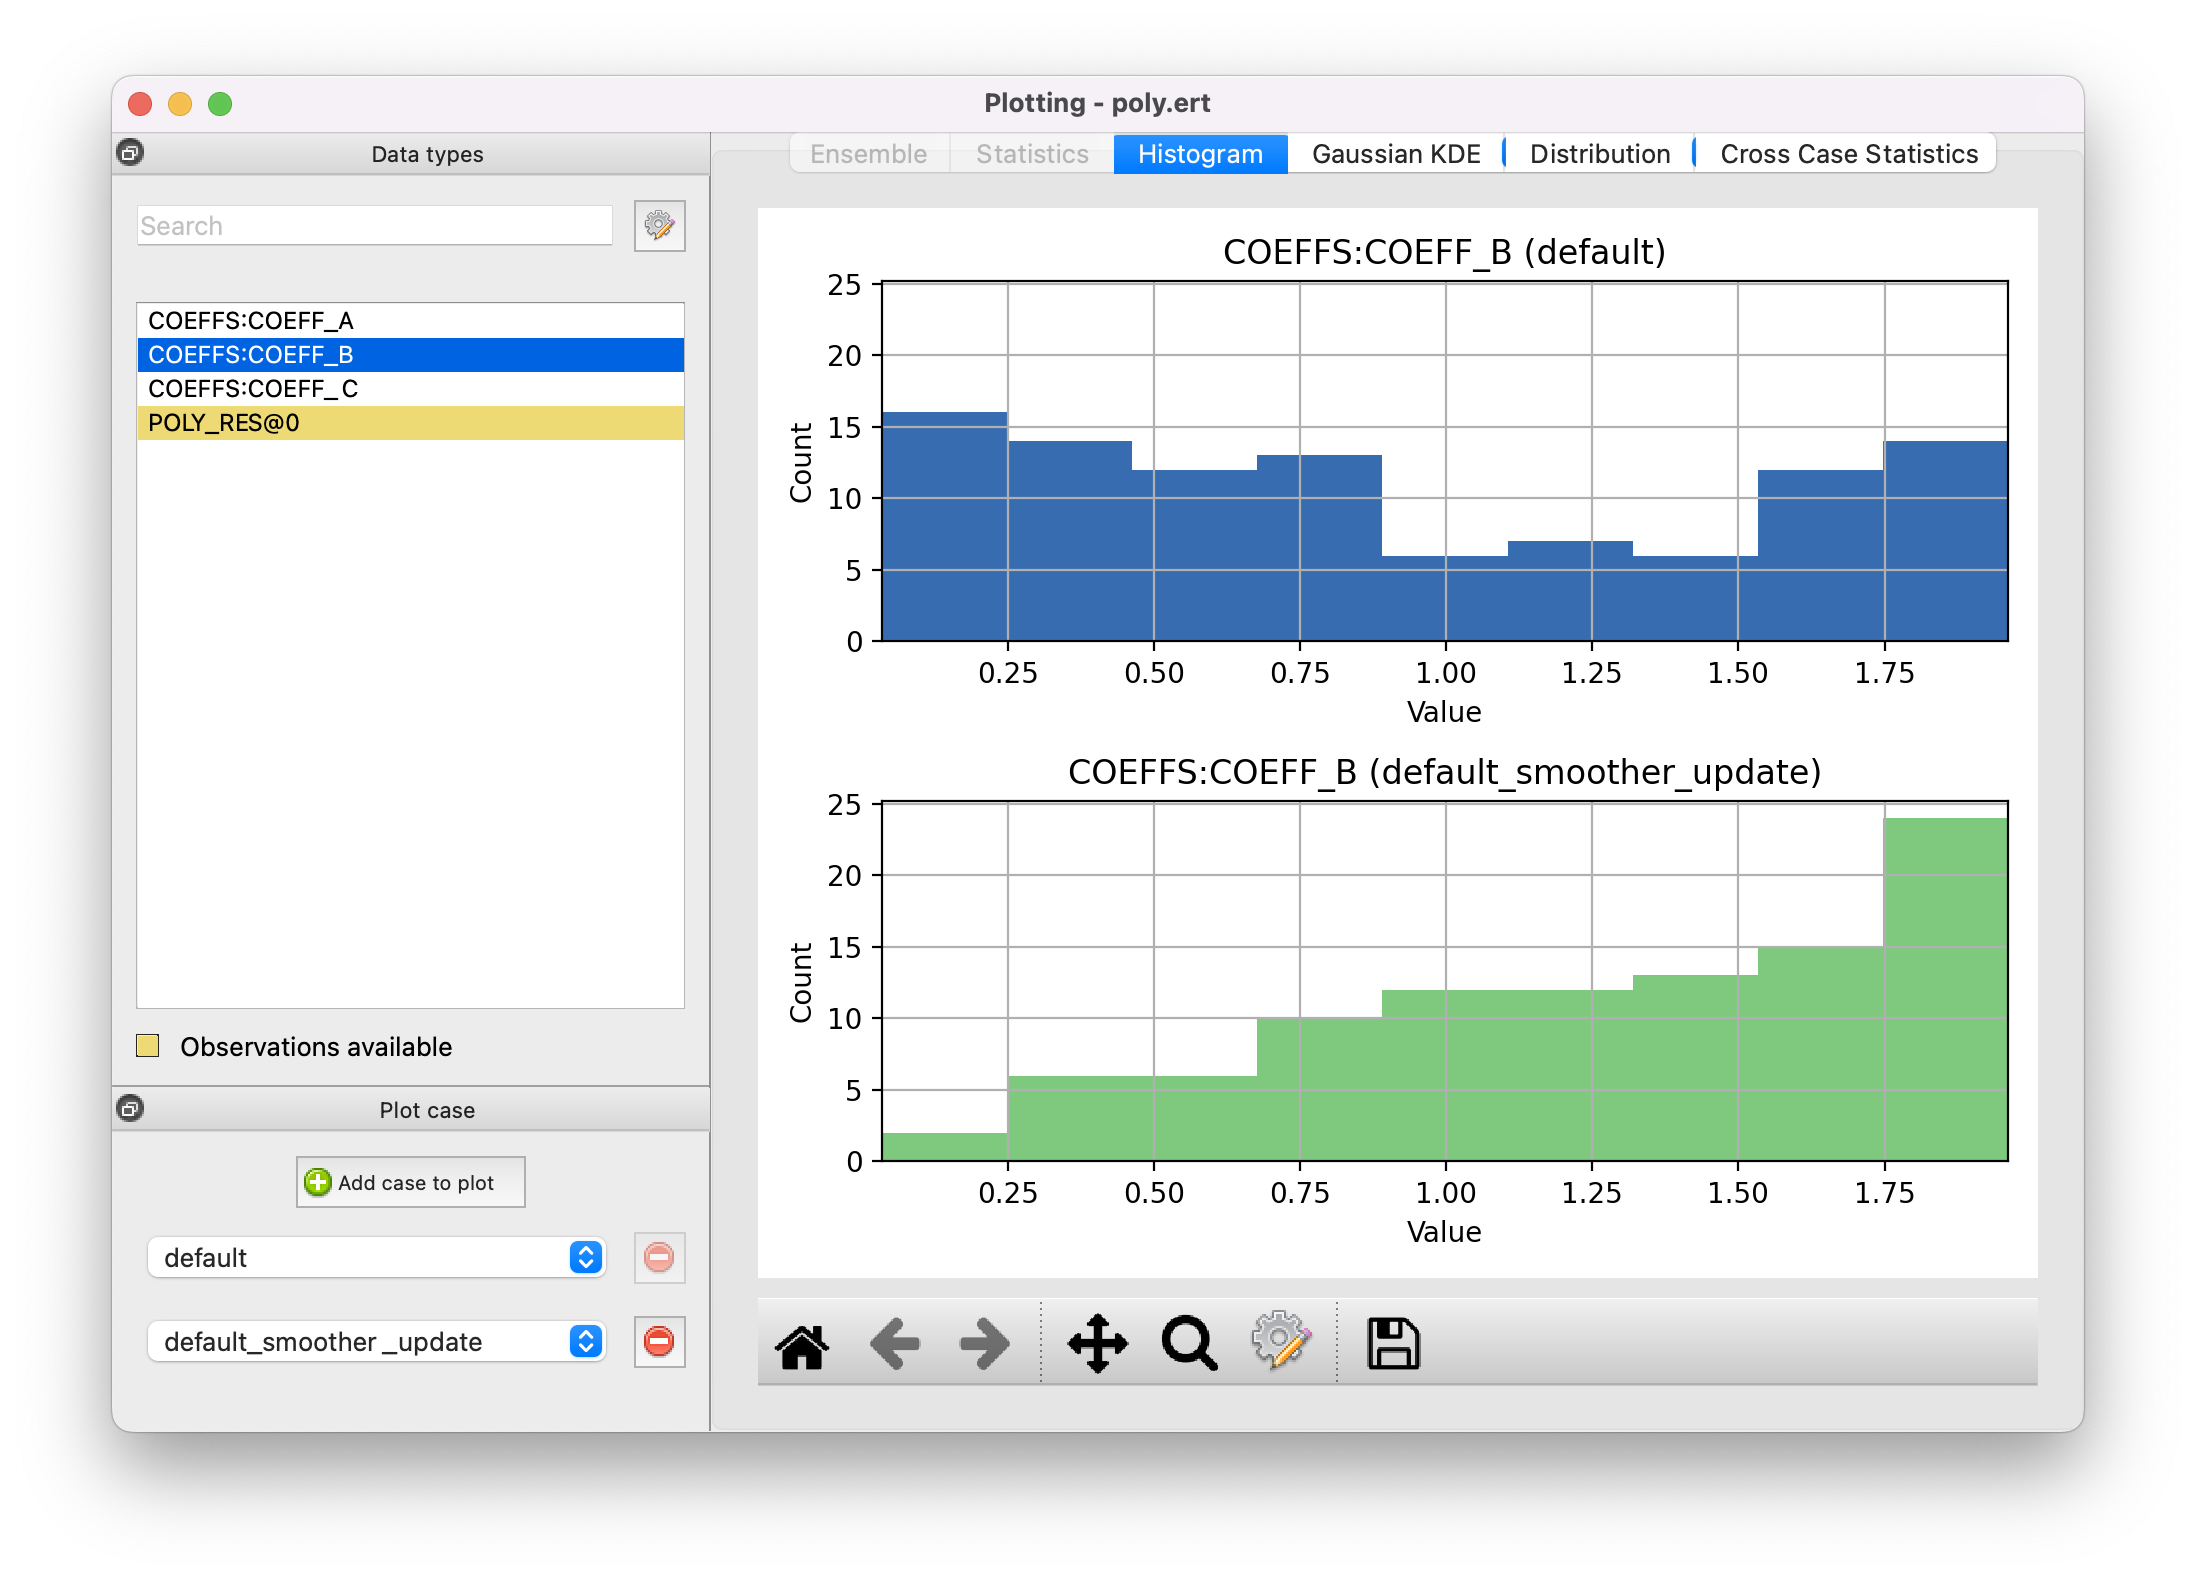 Plotting - poly.ert
Data types
Search
COEFFS:COEFF_A
COEFFS:COEFF_B
COEFFS:COEFF_C
POLY_RES@0
Observations available
Plot case
Add case to plot
default
default_smoother_update
Ensemble
Statistics
Histogram
Gaussian KDE
Distribution
Cross Case Statistics
COEFFS:COEFF_B (default)
25
20
15
10
5
0
Count
0.25 0.50 0.75 1.00 1.25 1.50 1.75
Value
COEFFS:COEFF_B (default_smoother_update)
25
20
15
10
5
0
Count
0.25 0.50 0.75 1.00 1.25 1.50 1.75
Value